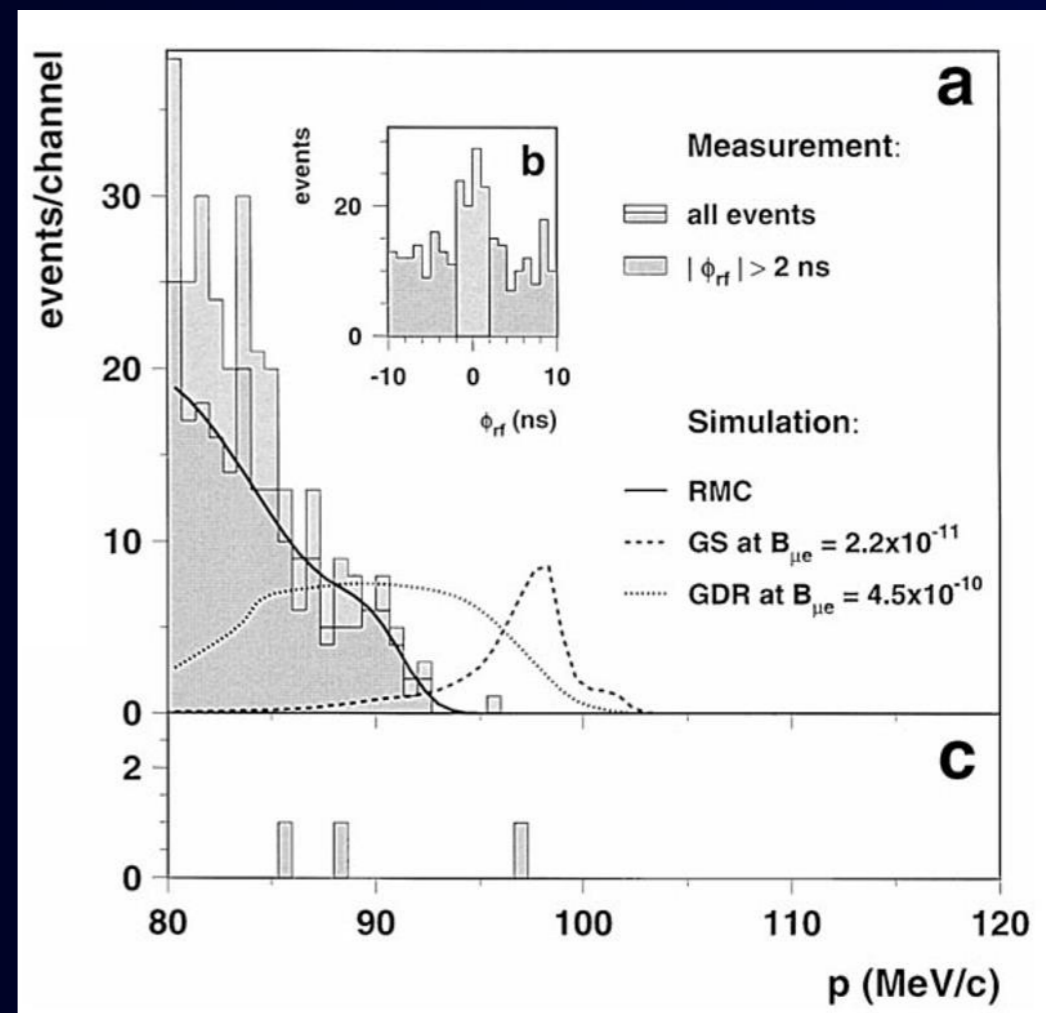 events/channel
a
30
20
10
0
events
b
20
0
-10 0 10
ϕrf (ns)
Measurement:
all events
| ϕrf | > 2 ns
Simulation:
RMC
GS at Bμe = 2.2x10⁻¹¹
GDR at Bμe = 4.5x10⁻¹⁰
c
2
0
80 90 100 110 120
p (MeV/c)